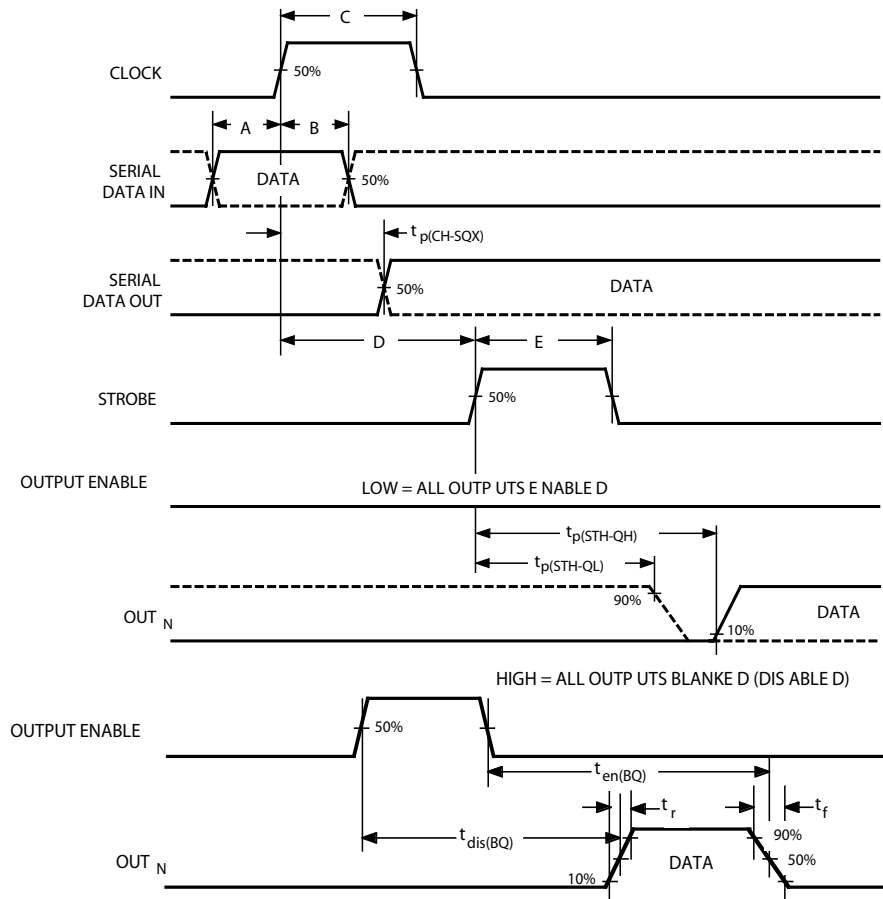 C
CLOCK
50%
A
B
SERIAL
DATA IN
DATA
50%
t p(CH-SQX)
SERIAL
DATA OUT
50%
DATA
D
E
STROBE
50%
OUTPUT ENABLE
LOW = ALL OUTP UTS E NABLE D
t p(STH-QH)
t p(STH-QL)
90%
OUT N
10%
DATA
HIGH = ALL OUTP UTS BLANKE D (DIS ABLE D)
OUTPUT ENABLE
50%
t en(BQ)
t r
t f
t dis(BQ)
90%
OUT N
DATA
50%
10%